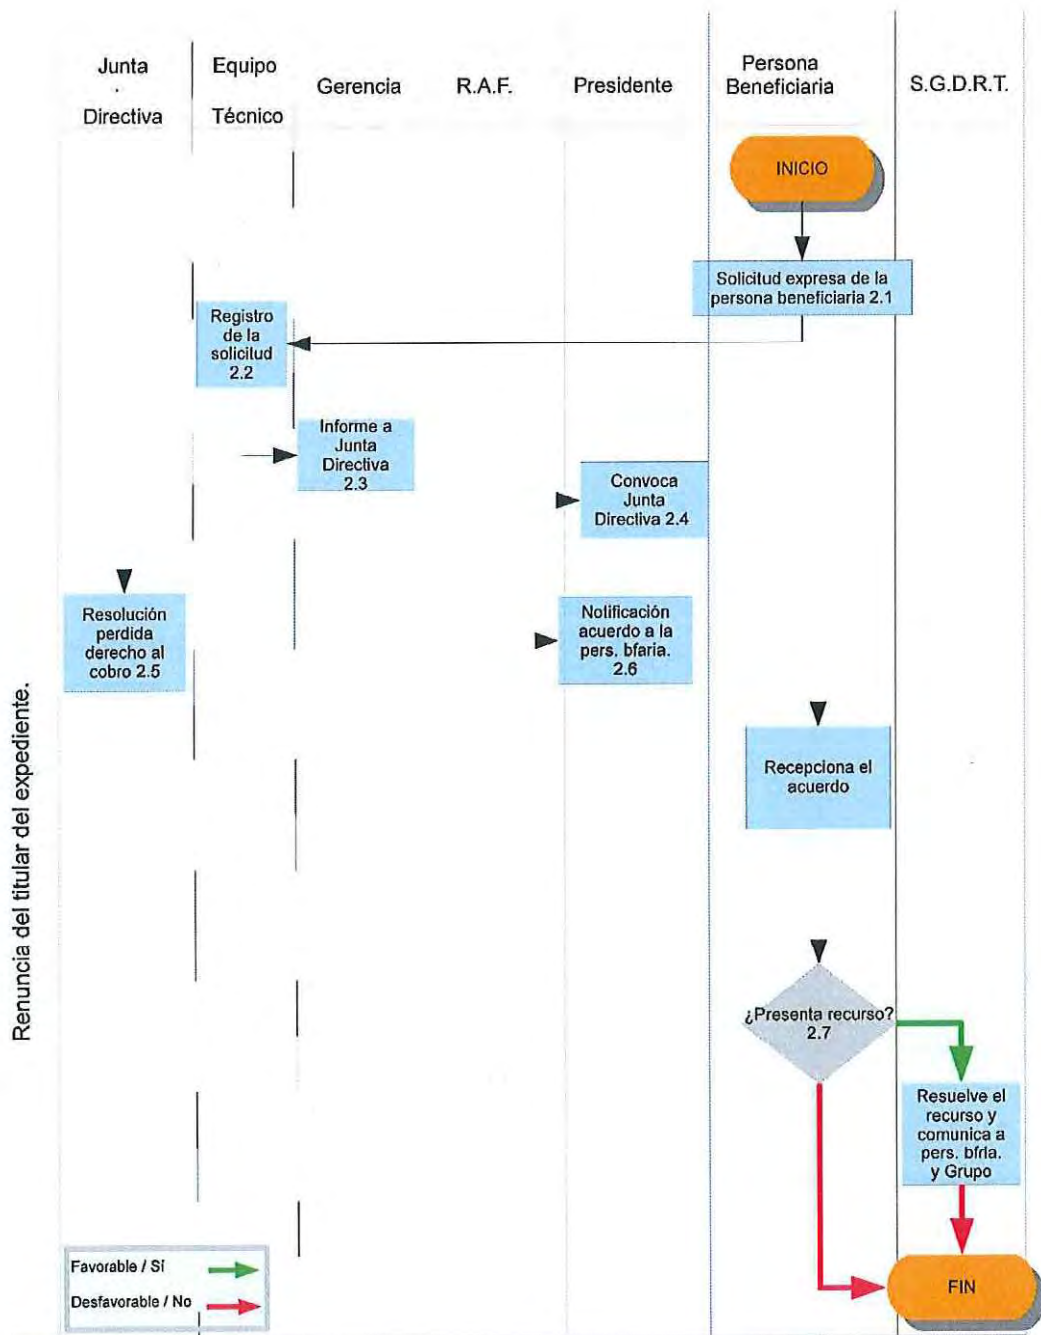 Junta
Directiva
Equipo
Técnico
Gerencia
R.A.F.
Presidente
Persona
Beneficiaria
S.G.D.R.T.
INICIO
Solicitud expresa de la
persona beneficiaria 2.1
Registro
de la
solicitud
2.2
Informe a
Junta
Directiva
2.3
Convoca
Junta
Directiva 2.4
Resolución
perdida
derecho al
cobro 2.5
Notificación
acuerdo a la
pers. bfaria.
2.6
Recepciona el
acuerdo
¿Presenta recurso?
2.7
Resuelve el
recurso y
comunica a
pers. bfria.
y Grupo
FIN
Favorable / Sí
Desfavorable / No
Renuncia del titular del expediente.